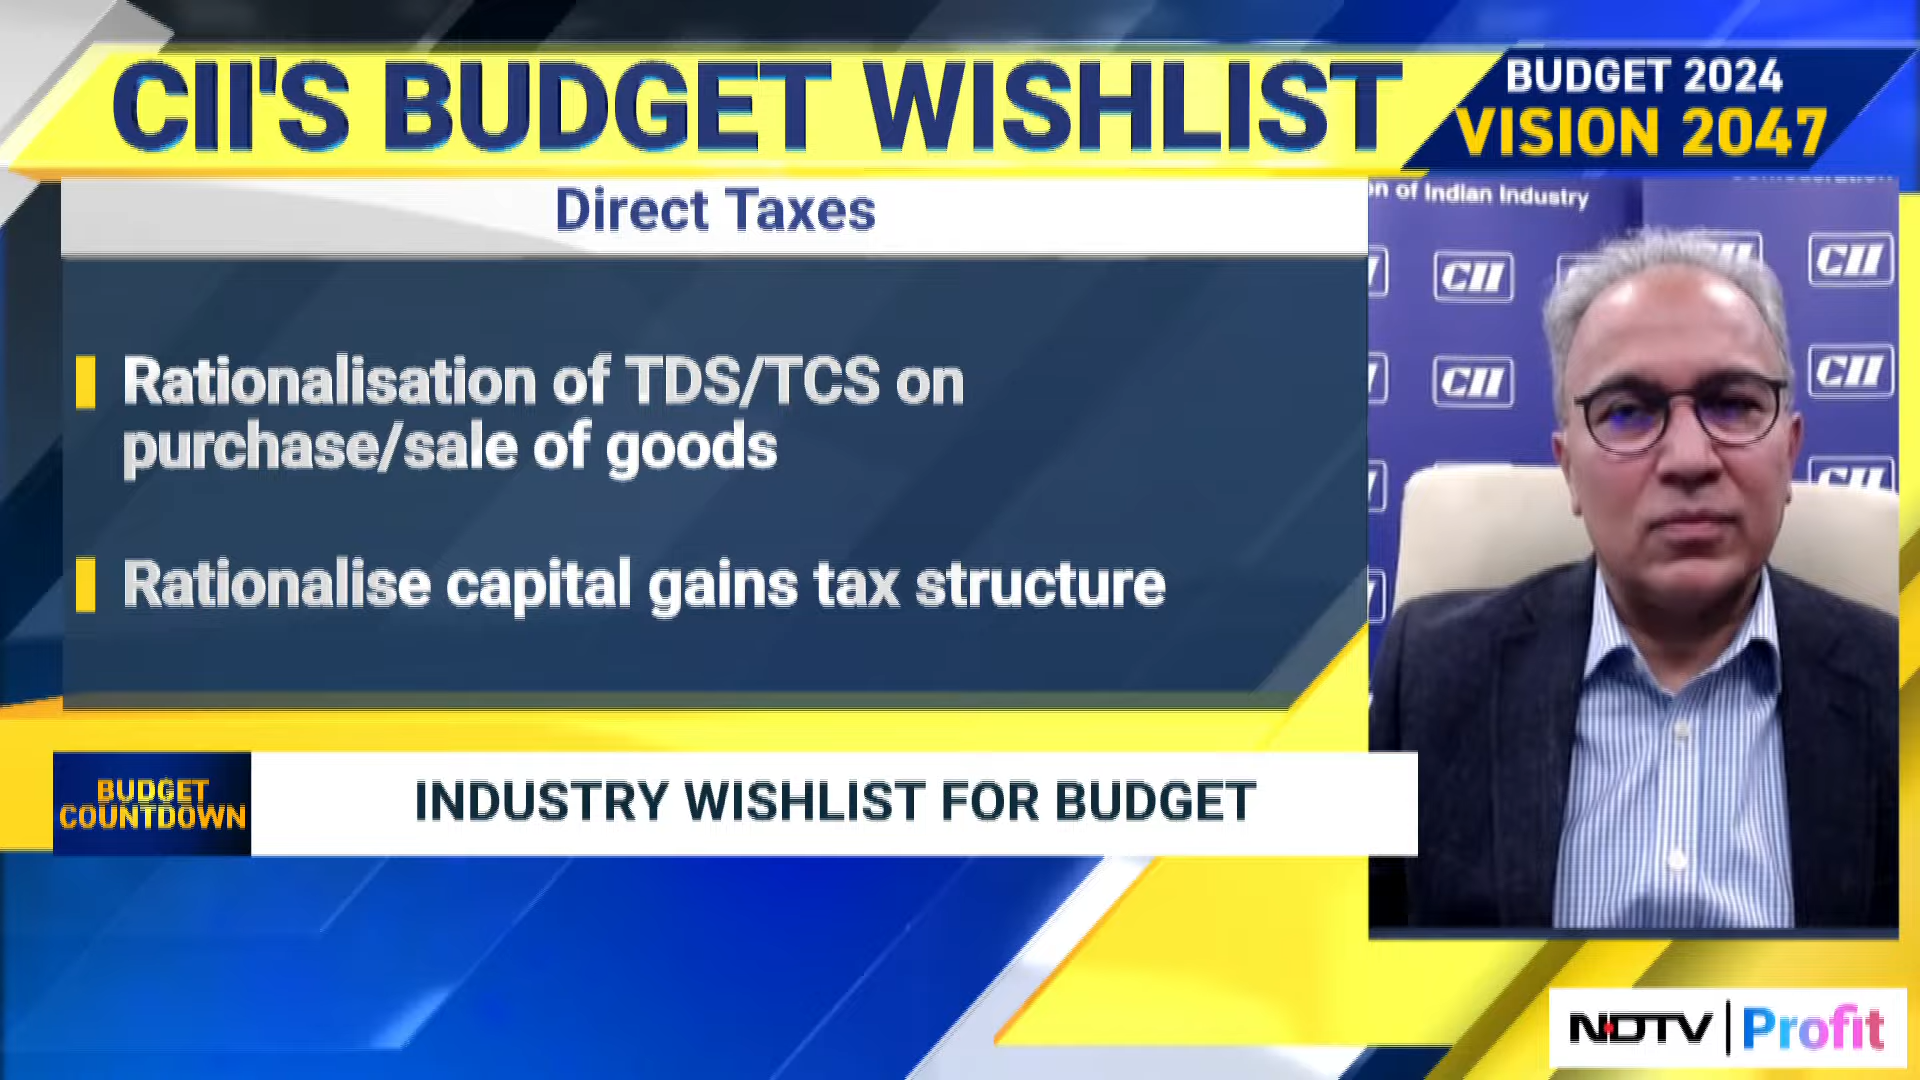 CII'S BUDGET WISHLIST
BUDGET 2024
VISION 2047
Direct Taxes
Rationalisation of TDS/TCS on
purchase/sale of goods
Rationalise capital gains tax structure
of Indian Industry
CII
CII
CII
CII
CII
BUDGET
COUNTDOWN
INDUSTRY WISHLIST FOR BUDGET
NDTV Profit